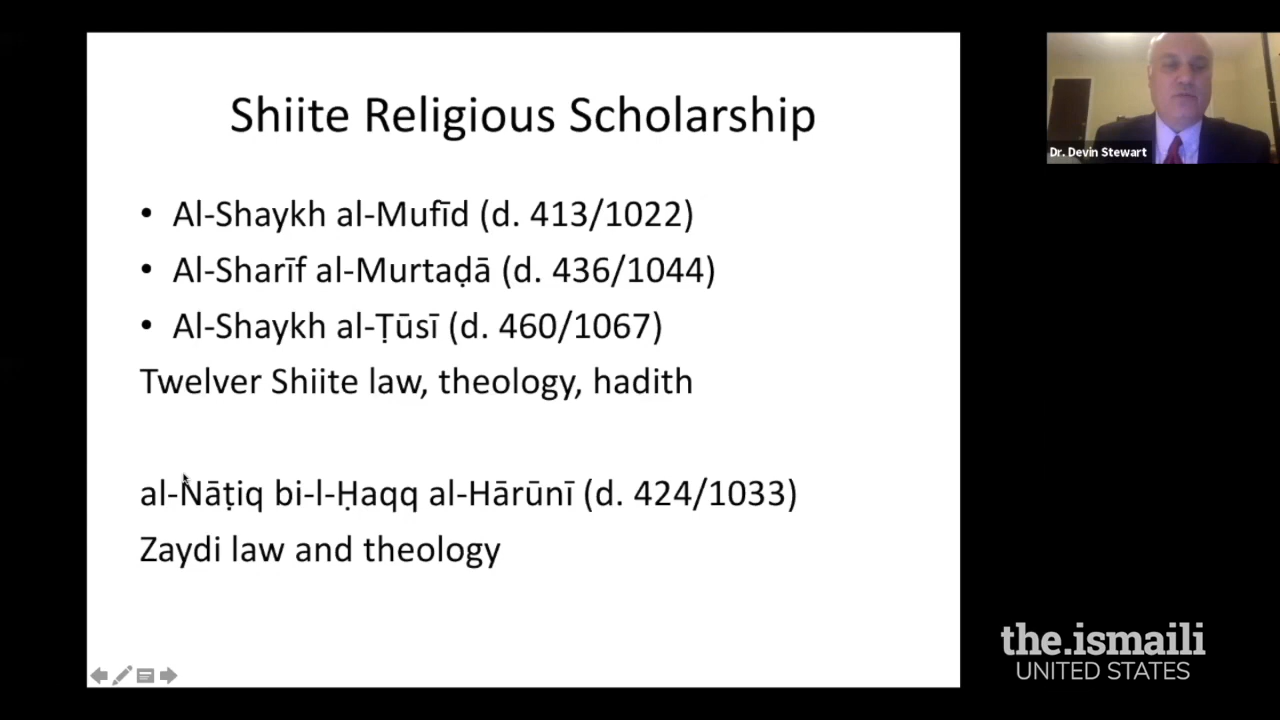 Shiite Religious Scholarship
• Al-Shaykh al-Mufīd (d. 413/1022)
• Al-Sharīf al-Murtaḍā (d. 436/1044)
• Al-Shaykh al-Ṭūsī (d. 460/1067)
Twelver Shiite law, theology, hadith
al-Nāṭiq bi-l-Ḥaqq al-Hārūnī (d. 424/1033)
Zaydi law and theology
Dr. Devin Stewart
the.ismaili
UNITED STATES